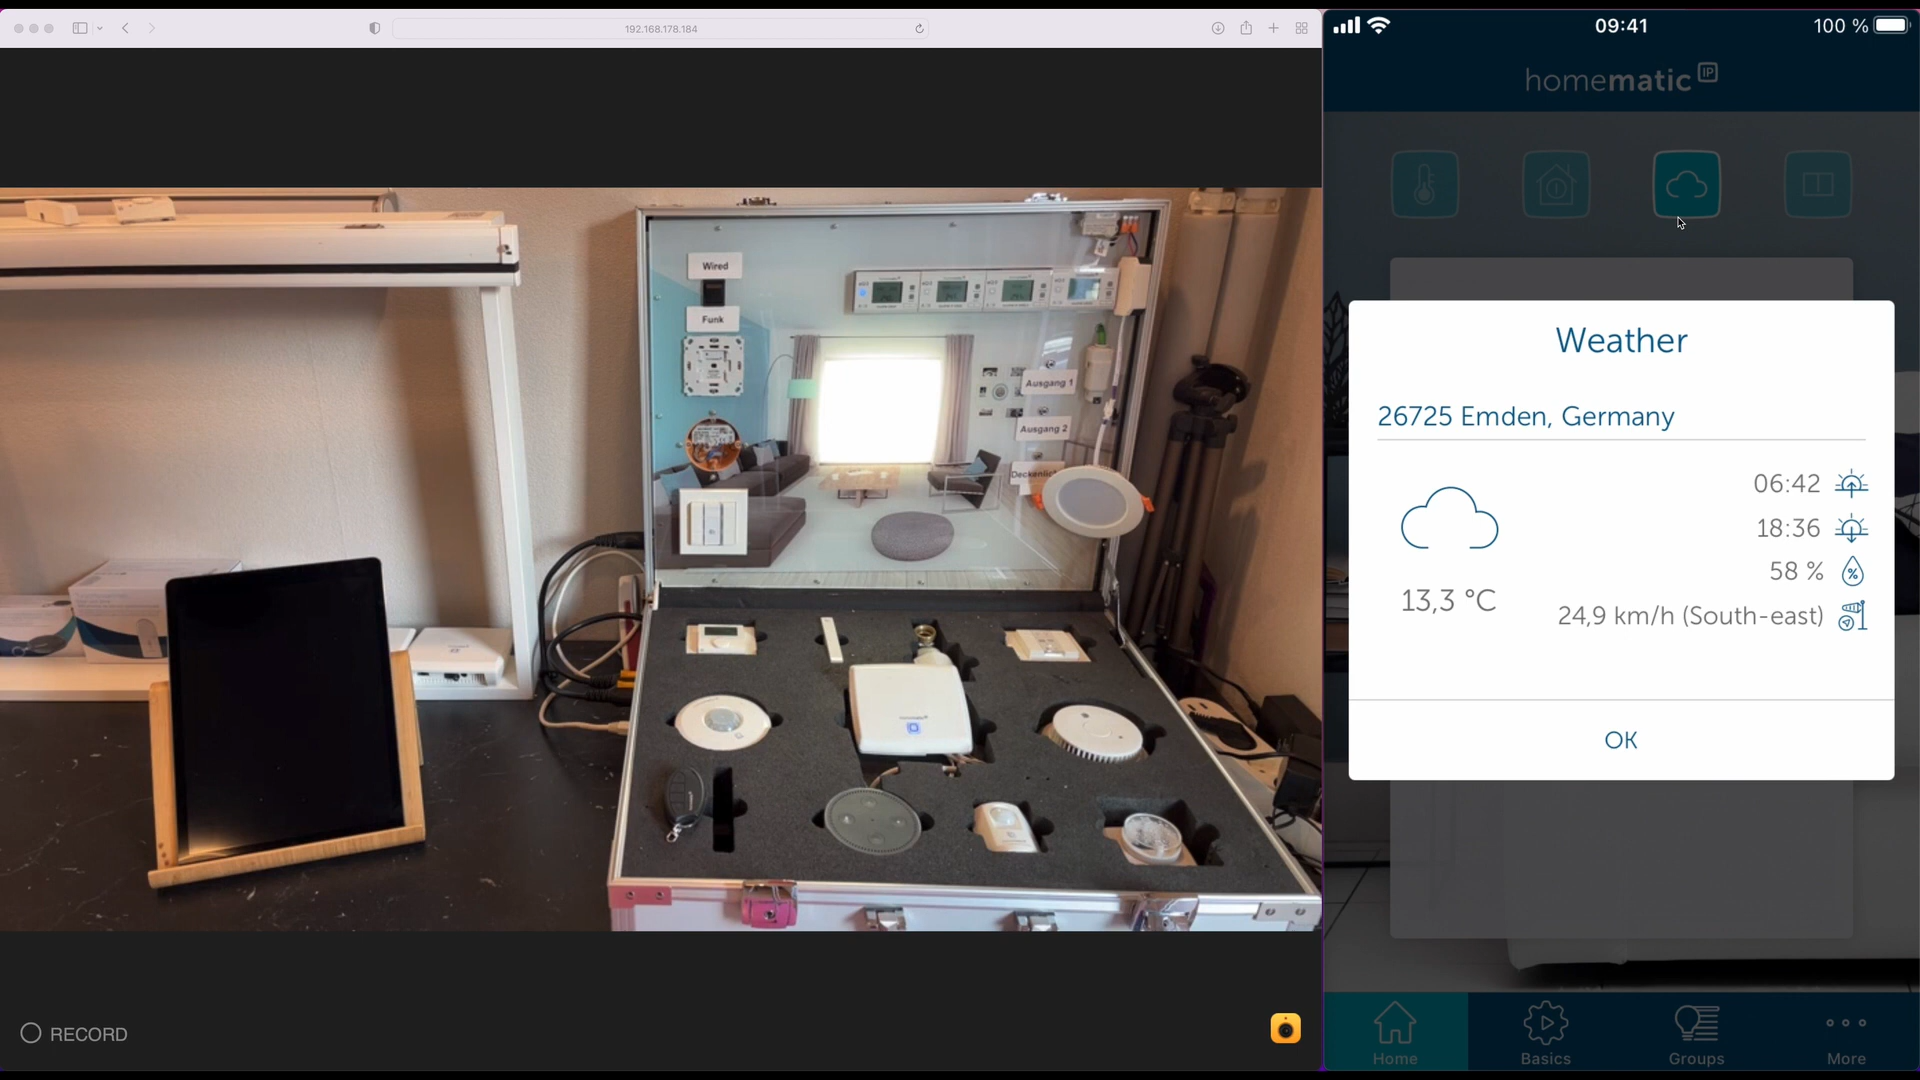 192.168.178.184
Wired
Funk
Ausgang 1
Ausgang 2
RECORD
09:41
100 %
homematic IP
Weather
26725 Emden, Germany
06:42
18:36
58 %
13,3 °C
24,9 km/h (South-east)
OK
Home
Basics
Groups
More